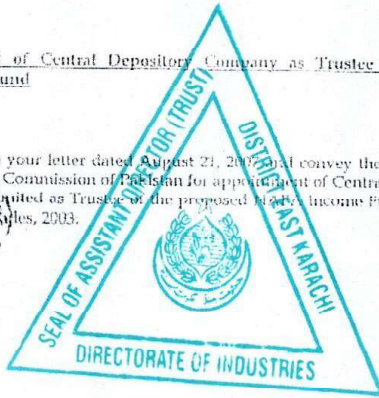 of Central Depository Company as Trustee
und
your letter dated August 21, 2007 and convey the
Commission of Pakistan for appointment of Central
mited as Trustee of the proposed Income F
ules, 2003.
SEAL OF ASSISTANT DIRECTOR (TRUST)
DISTRICT EAST KARACHI
DIRECTORATE OF INDUSTRIES